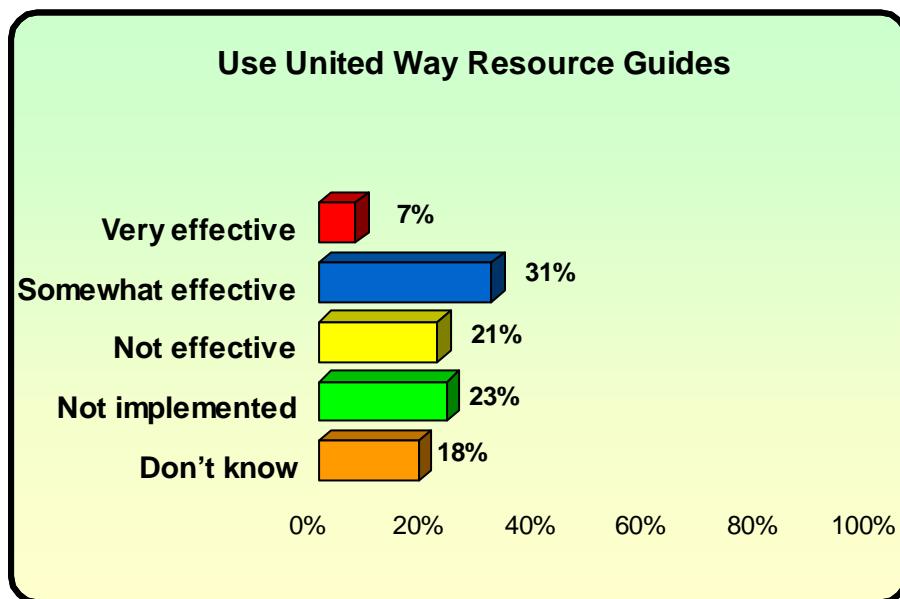 Use United Way Resource Guides
Very effective 7%
Somewhat effective 31%
Not effective 21%
Not implemented 23%
Don’t know 18%
0% 20% 40% 60% 80% 100%